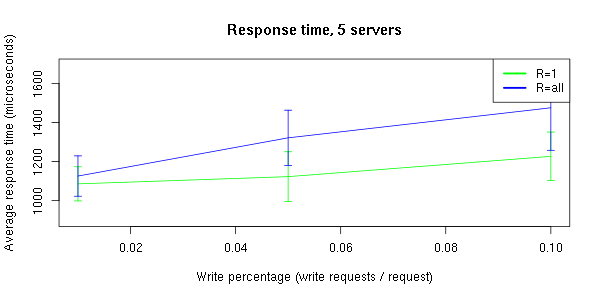 Response time, 5 servers
Average response time (microseconds)
1600
1400
1200
1000
R=1
R=all
0.02
0.04
0.06
0.08
0.10
Write percentage (write requests / request)